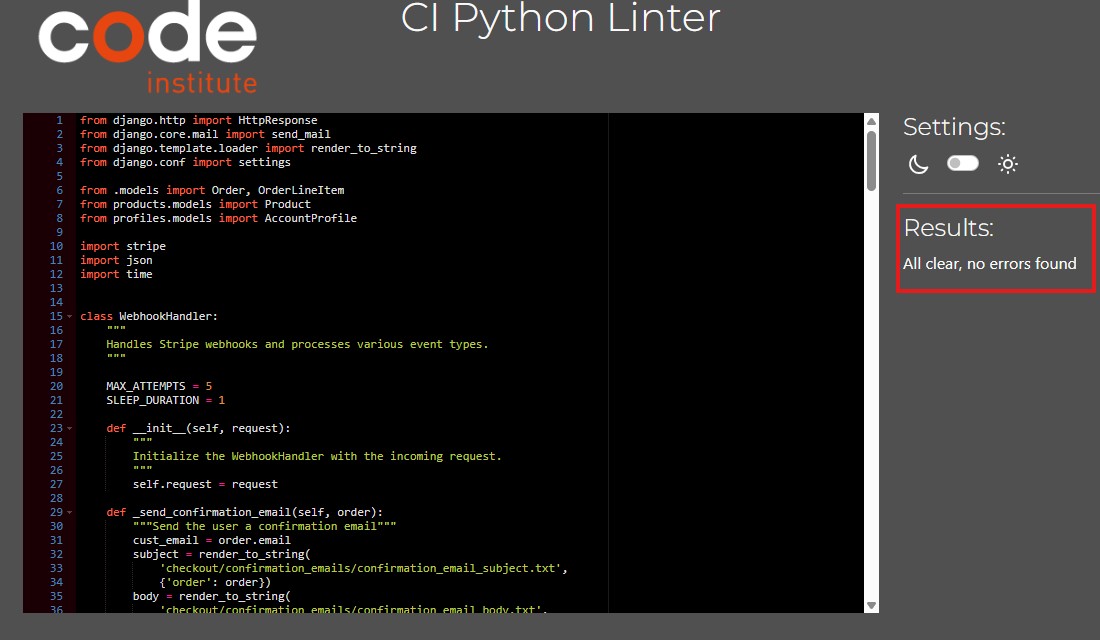 code
institute
CI Python Linter
1 from django.http import HttpResponse
2 from django.core.mail import send_mail
3 from django.template.loader import render_to_string
4 from django.conf import settings
5
6 from .models import Order, OrderLineItem
7 from products.models import Product
8 from profiles.models import AccountProfile
9
10 import stripe
11 import json
12 import time
13
14
15 class WebhookHandler:
16     """
17     Handles Stripe webhooks and processes various event types.
18     """
19
20     MAX_ATTEMPTS = 5
21     SLEEP_DURATION = 1
22
23     def __init__(self, request):
24         """
25         Initialize the WebhookHandler with the incoming request.
26         """
27         self.request = request
28
29     def _send_confirmation_email(self, order):
30         """Send the user a confirmation email"""
31         cust_email = order.email
32         subject = render_to_string(
33             'checkout/confirmation_emails/confirmation_email_subject.txt',
34             {'order': order})
35         body = render_to_string(
36             'checkout/confirmation_emails/confirmation_email_body.txt',
Settings:
Results:
All clear, no errors found